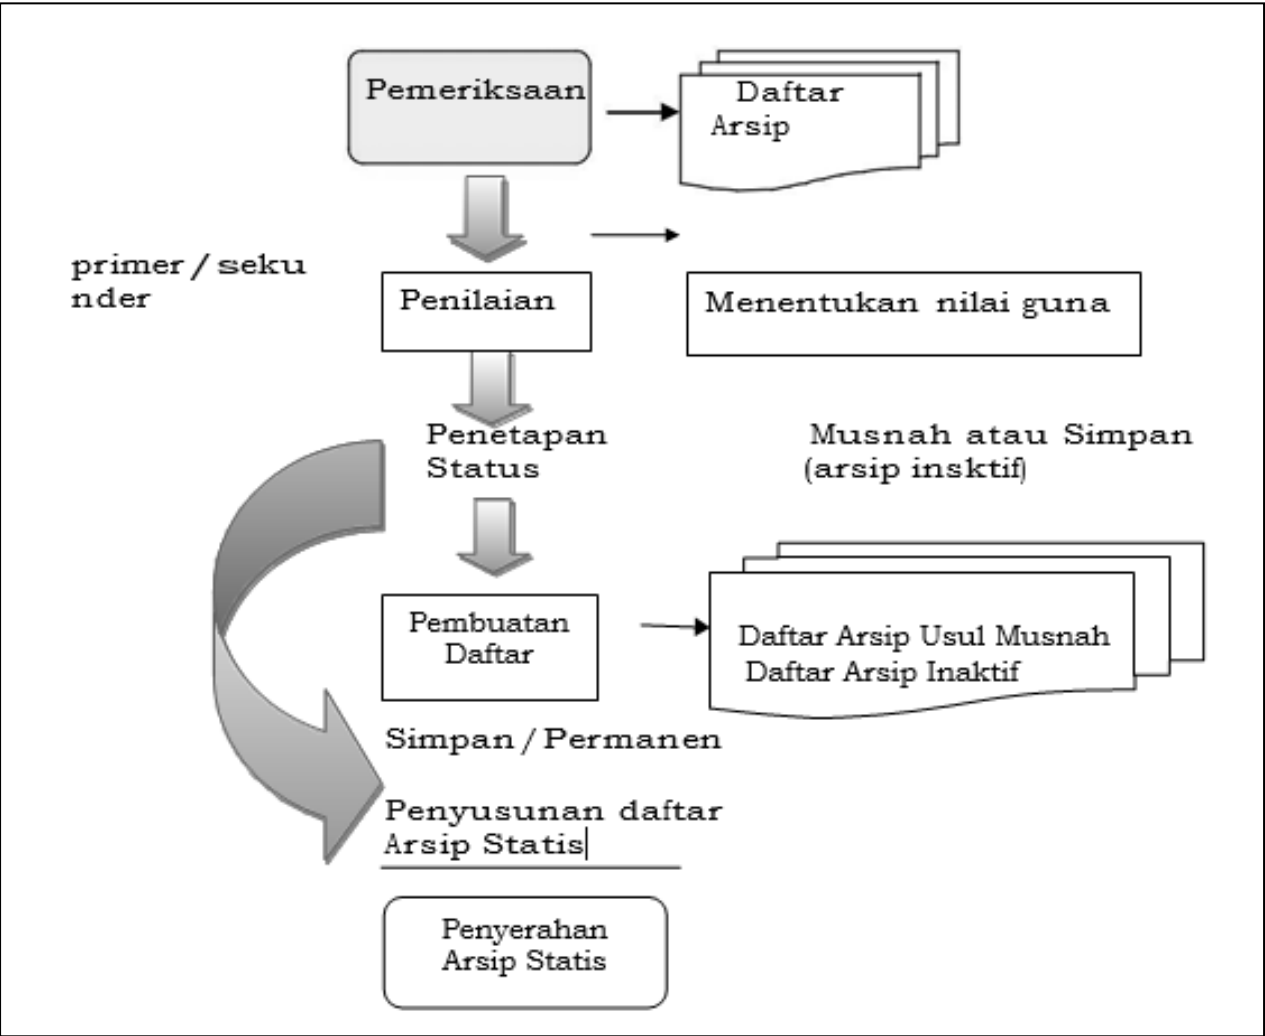 Pemeriksaan
Daftar
Arsip
primer/seku
nder
Penilaian
Menentukan nilai guna
Penetapan
Status
Musnah atau Simpan
(arsip insktif)
Pembuatan
Daftar
Daftar Arsip Usul Musnah
Daftar Arsip Inaktif
Simpan/Permanen
Penyusunan daftar
Arsip Statis
Penyerahan
Arsip Statis